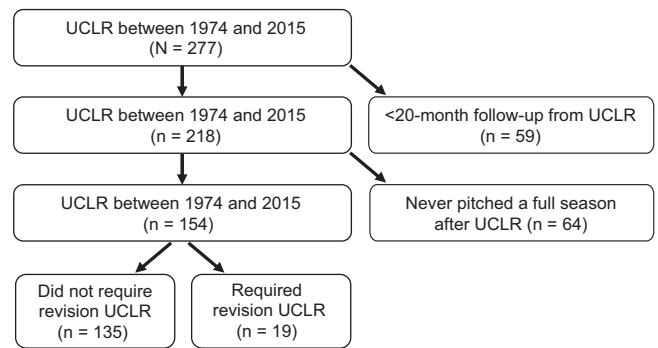 UCLR between 1974 and 2015
(N = 277)
UCLR between 1974 and 2015
(n = 218)
<20-month follow-up from UCLR
(n = 59)
UCLR between 1974 and 2015
(n = 154)
Never pitched a full season
after UCLR (n = 64)
Did not require
revision UCLR
(n = 135)
Required
revision UCLR
(n = 19)